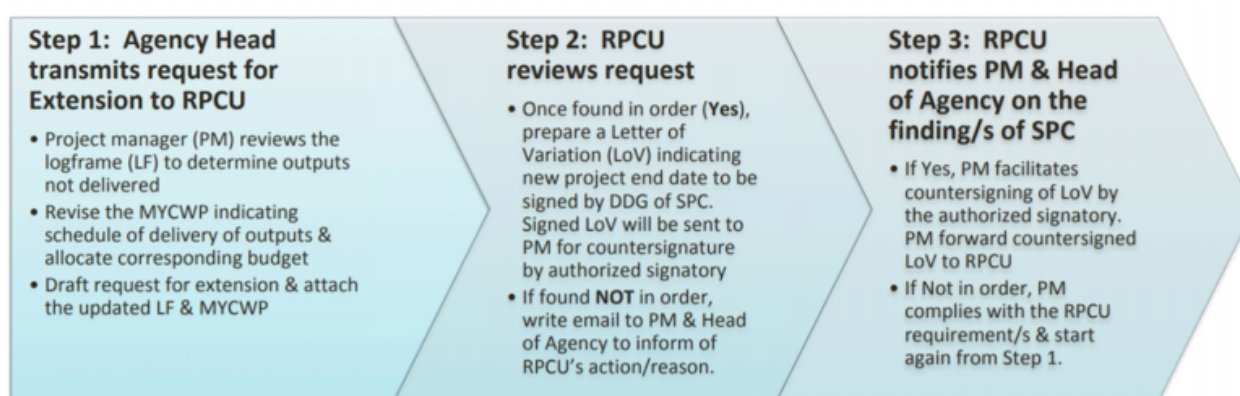 Step 1:  Agency Head
transmits request for
Extension to RPCU
• Project manager (PM) reviews the
logframe (LF) to determine outputs
not delivered
• Revise the MYCWP indicating
schedule of delivery of outputs &
allocate corresponding budget
• Draft request for extension & attach
the updated LF & MYCWP
Step 2:  RPCU
reviews request
• Once found in order (Yes),
prepare a Letter of
Variation (LoV) indicating
new project end date to be
signed by DDG of SPC.
Signed LoV will be sent to
PM for countersignature
by authorized signatory
• If found NOT in order,
write email to PM & Head
of Agency to inform of
RPCU's action/reason.
Step 3:  RPCU
notifies PM & Head
of Agency on the
finding/s of SPC
• If Yes, PM facilitates
countersigning of LoV by
the authorized signatory.
PM forward countersigned
LoV to RPCU
• If Not in order, PM
complies with the RPCU
requirement/s & start
again from Step 1.